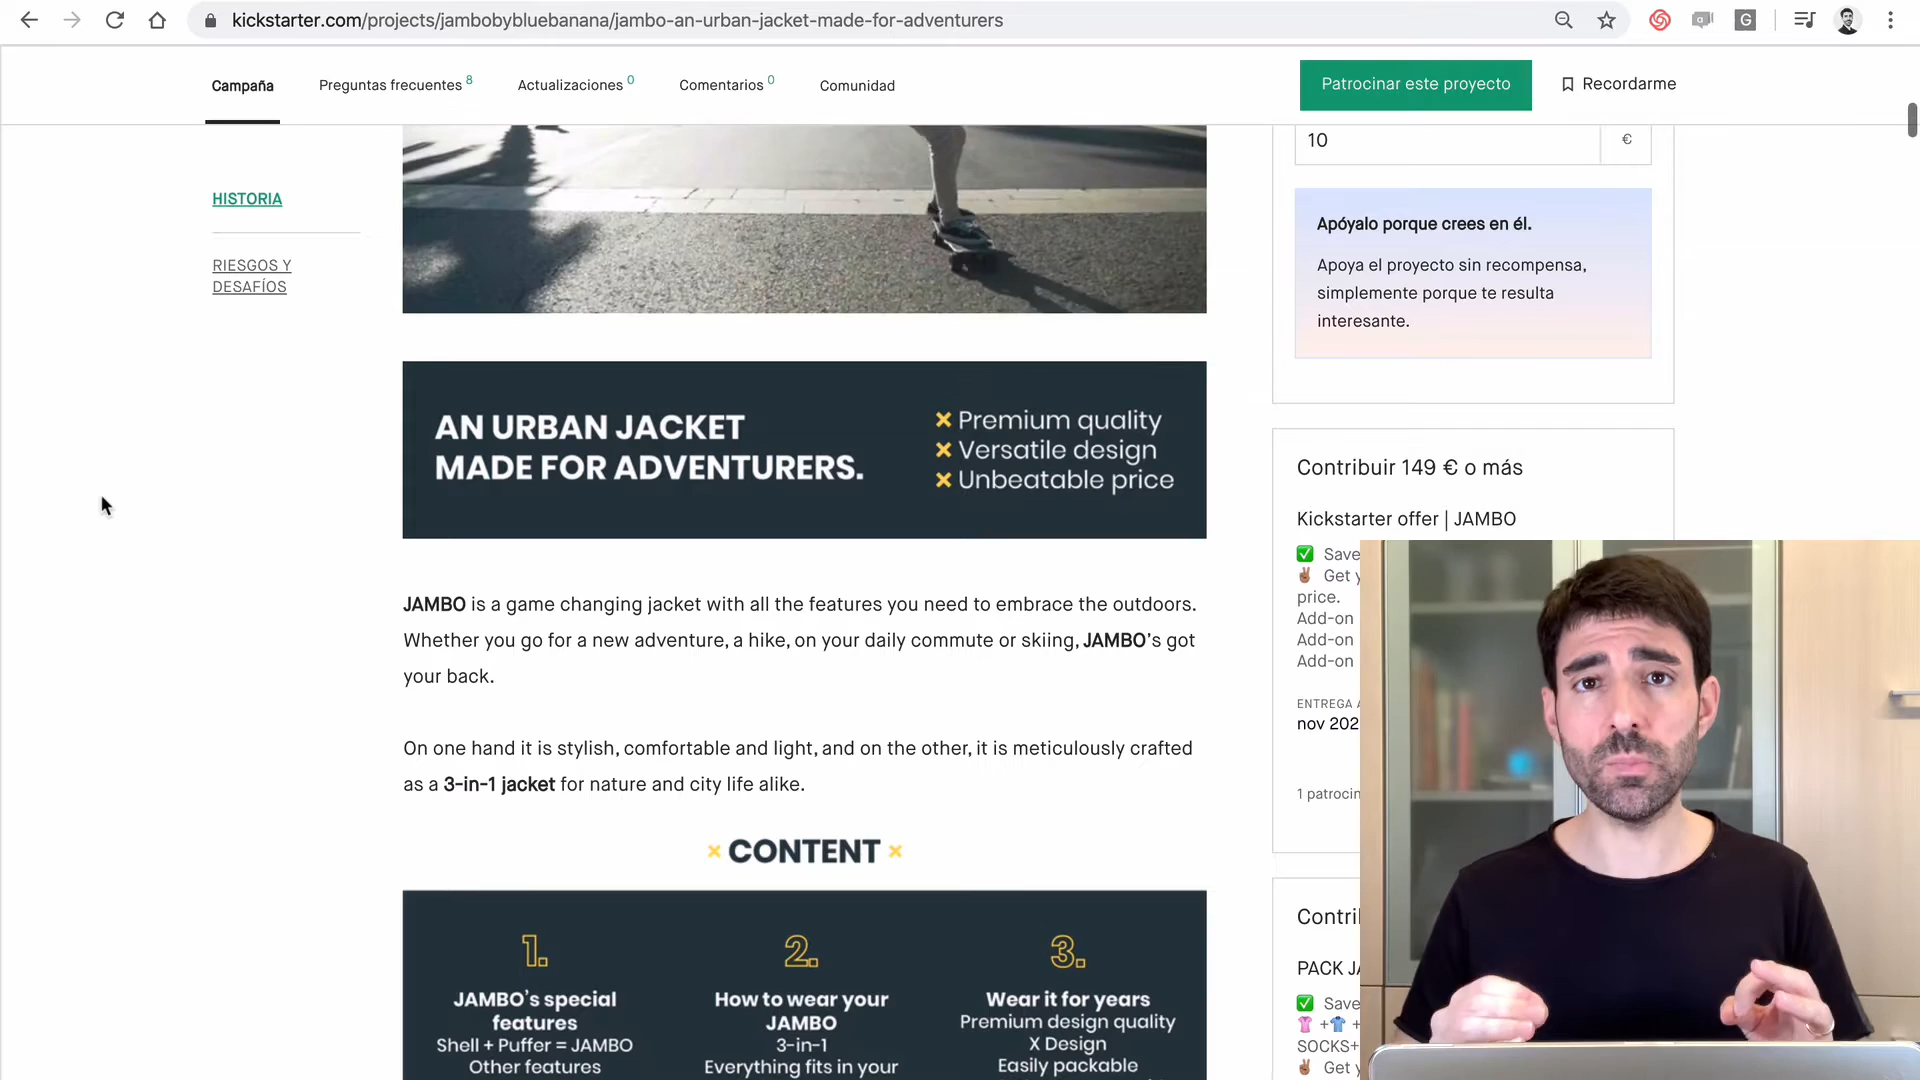 kickstarter.com/projects/jambobybluebanana/jambo-an-urban-jacket-made-for-adventurers
G
Campaña
Preguntas frecuentes 8
Actualizaciones 0
Comentarios 0
Comunidad
Patrocinar este proyecto
Recordarme
HISTORIA
RIESGOS Y
DESAFÍOS
10 €
Apóyalo porque crees en él.
Apoya el proyecto sin recompensa,
simplemente porque te resulta
interesante.
AN URBAN JACKET
MADE FOR ADVENTURERS.
Premium quality
Versatile design
Unbeatable price
JAMBO is a game changing jacket with all the features you need to embrace the outdoors.
Whether you go for a new adventure, a hike, on your daily commute or skiing, JAMBO's got
your back.
On one hand it is stylish, comfortable and light, and on the other, it is meticulously crafted
as a 3-in-1 jacket for nature and city life alike.
CONTENT
1.
JAMBO's special
features
Shell + Puffer = JAMBO
Other features
2.
How to wear your
JAMBO
3-in-1
Everything fits in your
3.
Wear it for years
Premium design quality
X Design
Easily packable
Contribuir 149 € o más
Kickstarter offer | JAMBO
Save
Get
price.
Add-on
Add-on
Add-on
ENTREGA
nov 202
1
PACK
Save
SOCKS+
Get